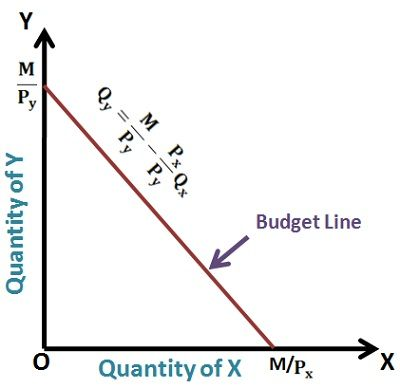 Y
M
P_y
Q_y = M/P_y - P_x/P_y Q_x
Quantity of Y
Budget Line
O
Quantity of X
M/P_x
X